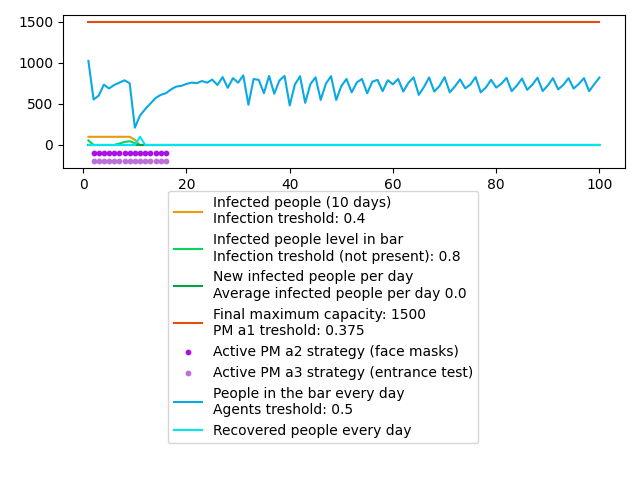 1500
1000
500
0
0 20 40 60 80 100
Infected people (10 days)
Infection treshold: 0.4
Infected people level in bar
Infection treshold (not present): 0.8
New infected people per day
Average infected people per day 0.0
Final maximum capacity: 1500
PM a1 treshold: 0.375
Active PM a2 strategy (face masks)
Active PM a3 strategy (entrance test)
People in the bar every day
Agents treshold: 0.5
Recovered people every day